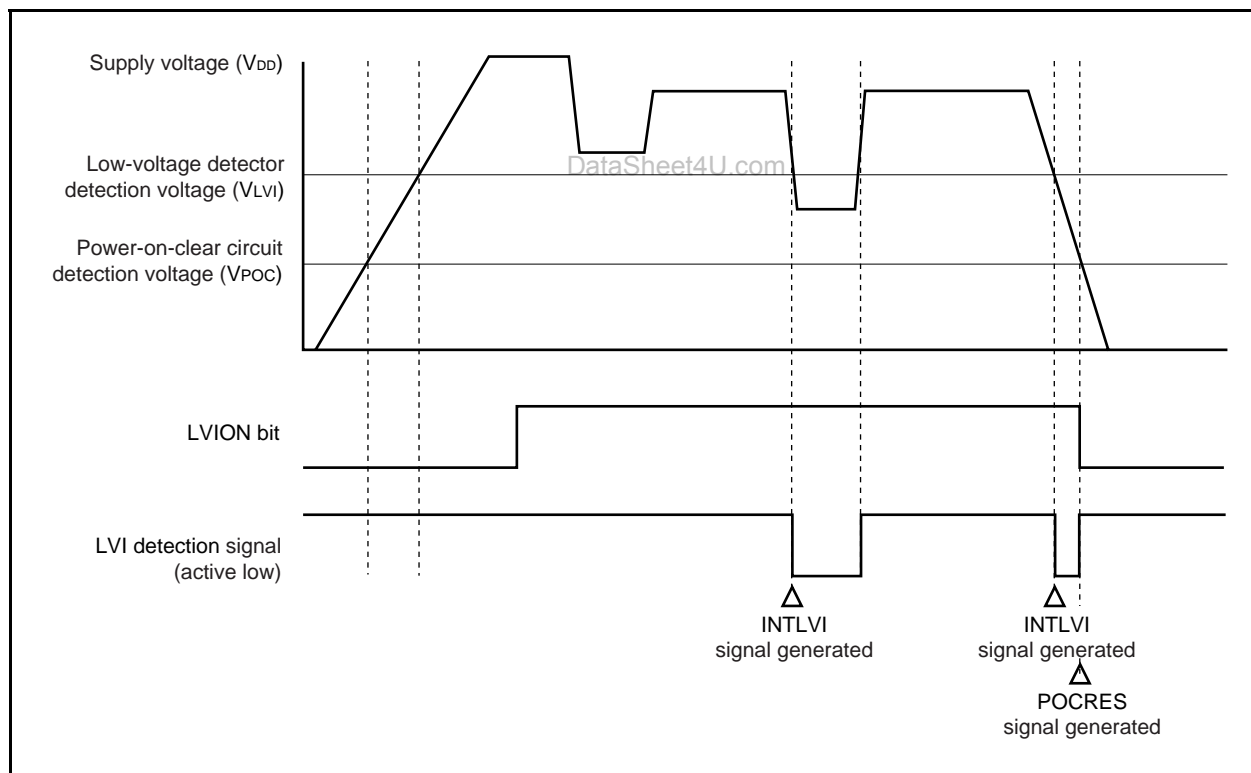 Supply voltage (VDD)
Low-voltage detector
detection voltage (VLVI)
DataSheet4U.com
Power-on-clear circuit
detection voltage (VPOC)
LVION bit
LVI detection signal
(active low)
INTLVI
signal generated
INTLVI
signal generated
POCRES
signal generated